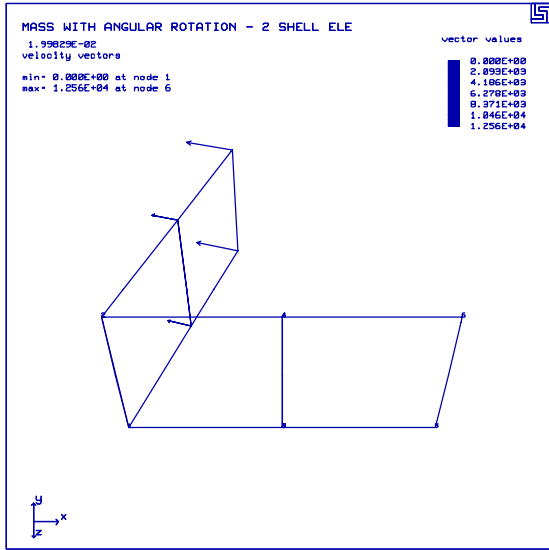 MASS WITH ANGULAR ROTATION - 2 SHELL ELE
1.99829E-02
velocity vectors
min= 0.000E+00 at node 1
max= 1.256E+04 at node 6
vector values
0.000E+00
2.093E+03
4.186E+03
6.278E+03
8.371E+03
1.046E+04
1.256E+04
4
y
x
z